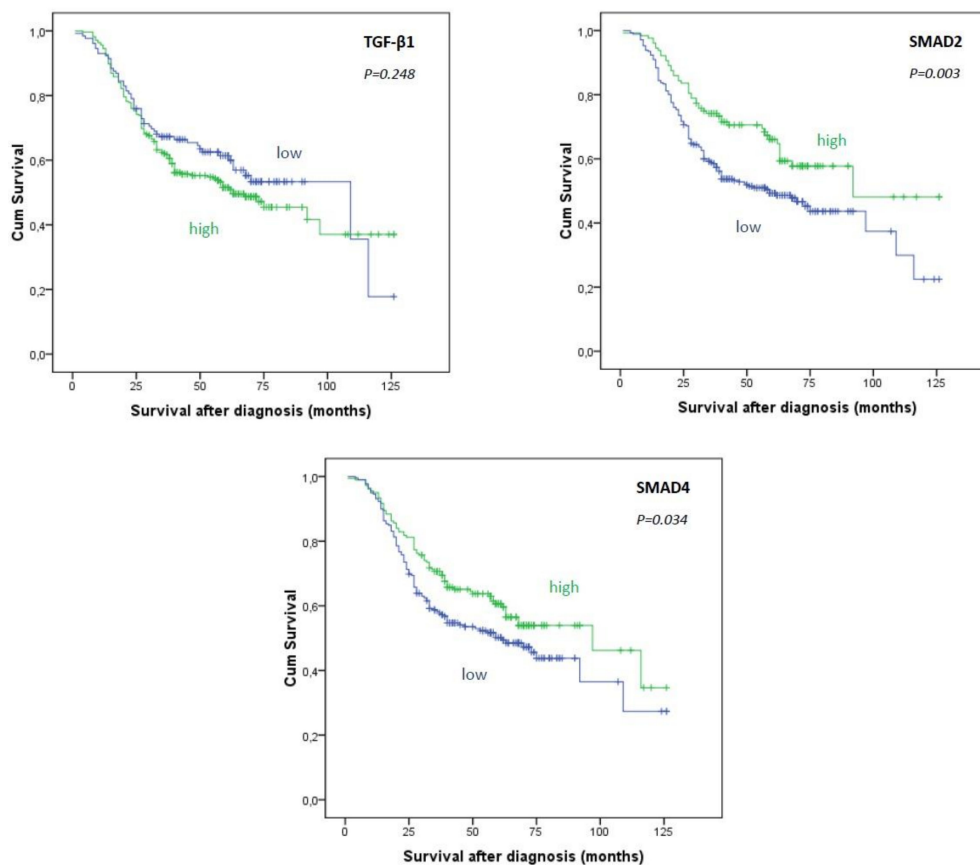 TGF-β1
P=0.248
1,0
0,8
0,6
0,4
0,2
0,0
Cum Survival
low
high
0
25
50
75
100
125
Survival after diagnosis (months)
SMAD2
P=0.003
1,0
0,8
0,6
0,4
0,2
0,0
Cum Survival
high
low
0
25
50
75
100
125
Survival after diagnosis (months)
SMAD4
P=0.034
1,0
0,8
0,6
0,4
0,2
0,0
Cum Survival
high
low
0
25
50
75
100
125
Survival after diagnosis (months)